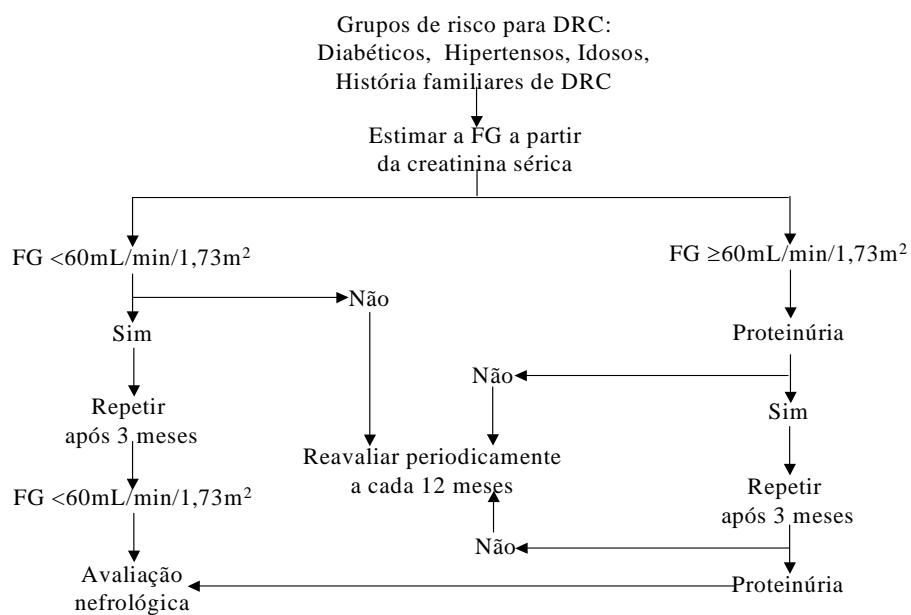 Grupos de risco para DRC:
Diabéticos, Hipertensos, Idosos,
História familiares de DRC
Estimar a FG a partir
da creatinina sérica
FG <60mL/min/1,73m²
FG ≥60mL/min/1,73m²
Não
Sim
Proteinúria
Não
Sim
Repetir
após 3 meses
Reavaliar periodicamente
a cada 12 meses
Repetir
após 3 meses
FG <60mL/min/1,73m²
Não
Avaliação
nefrológica
Proteinúria